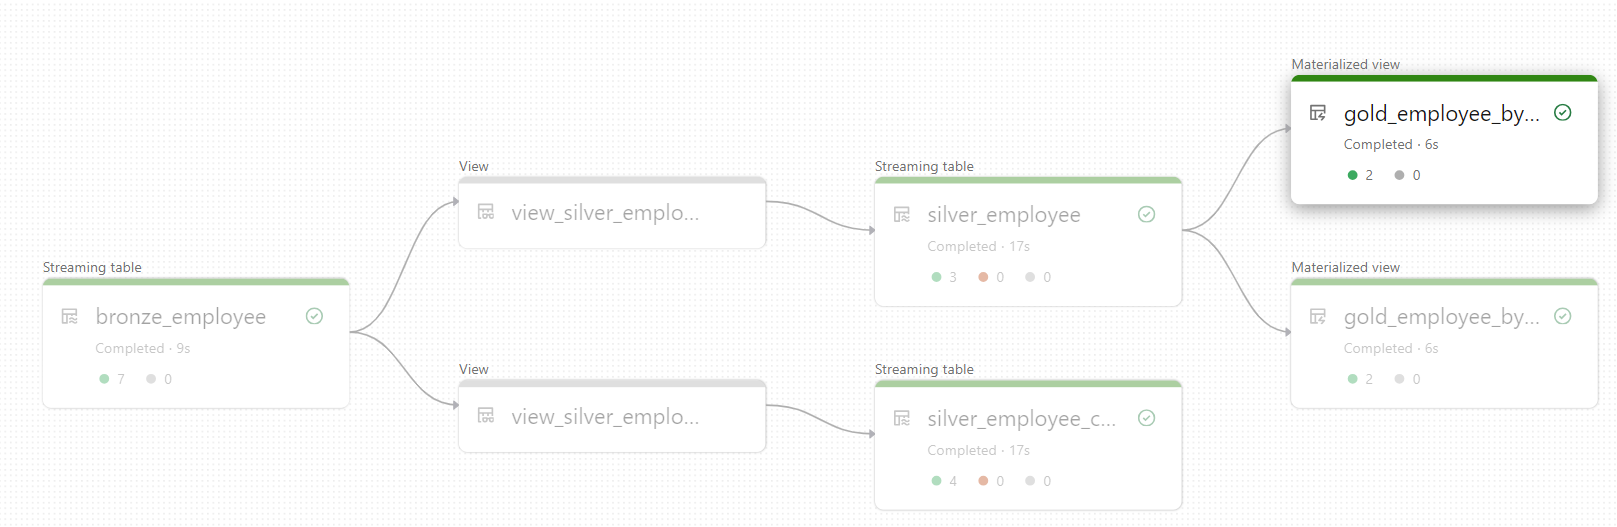 Streaming table
bronze_employee
Completed · 9s
7 0
View
view_silver_emplo...
View
view_silver_emplo...
Streaming table
silver_employee
Completed · 17s
3 0 0
Streaming table
silver_employee_c...
Completed · 17s
4 0 0
Materialized view
gold_employee_by...
Completed · 6s
2 0
Materialized view
gold_employee_by...
Completed · 6s
2 0